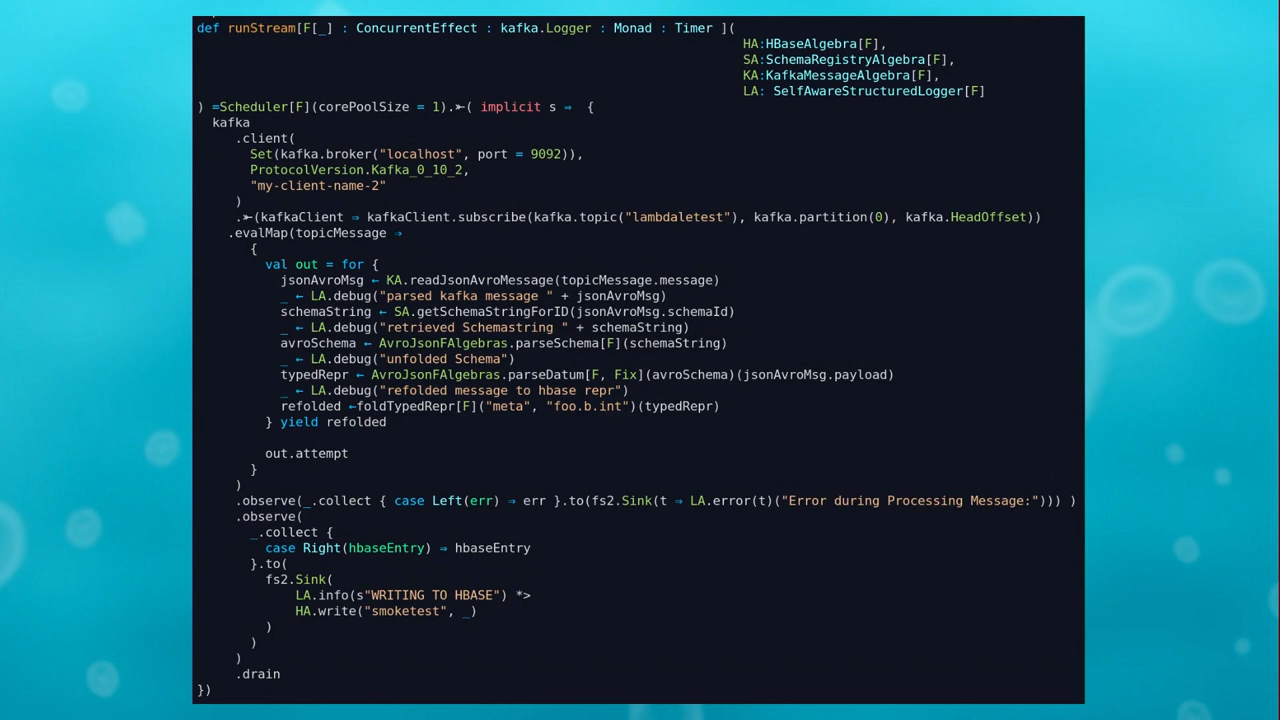 def runStream[F[_] : ConcurrentEffect : kafka.Logger : Monad : Timer ](
HA:HBaseAlgebra[F],
SA:SchemaRegistryAlgebra[F],
KA:KafkaMessageAlgebra[F],
LA: SelfAwareStructuredLogger[F]
) =Scheduler[F](corePoolSize = 1).>-( implicit s ⇒ {
kafka
.client(
Set(kafka.broker("localhost", port = 9092)),
ProtocolVersion.Kafka_0_10_2,
"my-client-name-2"
)
.>-(kafkaClient ⇒ kafkaClient.subscribe(kafka.topic("lambdaletest"), kafka.partition(0), kafka.HeadOffset))
.evalMap(topicMessage ⇒
{
val out = for {
jsonAvroMsg ← KA.readJsonAvroMessage(topicMessage.message)
_ ← LA.debug("parsed kafka message " + jsonAvroMsg)
schemaString ← SA.getSchemaStringForID(jsonAvroMsg.schemaId)
_ ← LA.debug("retrieved Schemastring " + schemaString)
avroSchema ← AvroJsonFAlgebras.parseSchema[F](schemaString)
_ ← LA.debug("unfolded Schema")
typedRepr ← AvroJsonFAlgebras.parseDatum[F, Fix](avroSchema)(jsonAvroMsg.payload)
_ ← LA.debug("refolded message to hbase repr")
refolded ←foldTypedRepr[F]("meta", "foo.b.int")(typedRepr)
} yield refolded
out.attempt
}
)
.observe(_.collect { case Left(err) ⇒ err }.to(fs2.Sink(t ⇒ LA.error(t)("Error during Processing Message:"))) )
.observe(
_.collect {
case Right(hbaseEntry) ⇒ hbaseEntry
}.to(
fs2.Sink(
LA.info(s"WRITING TO HBASE") *>
HA.write("smoketest", _)
)
)
)
.drain
})